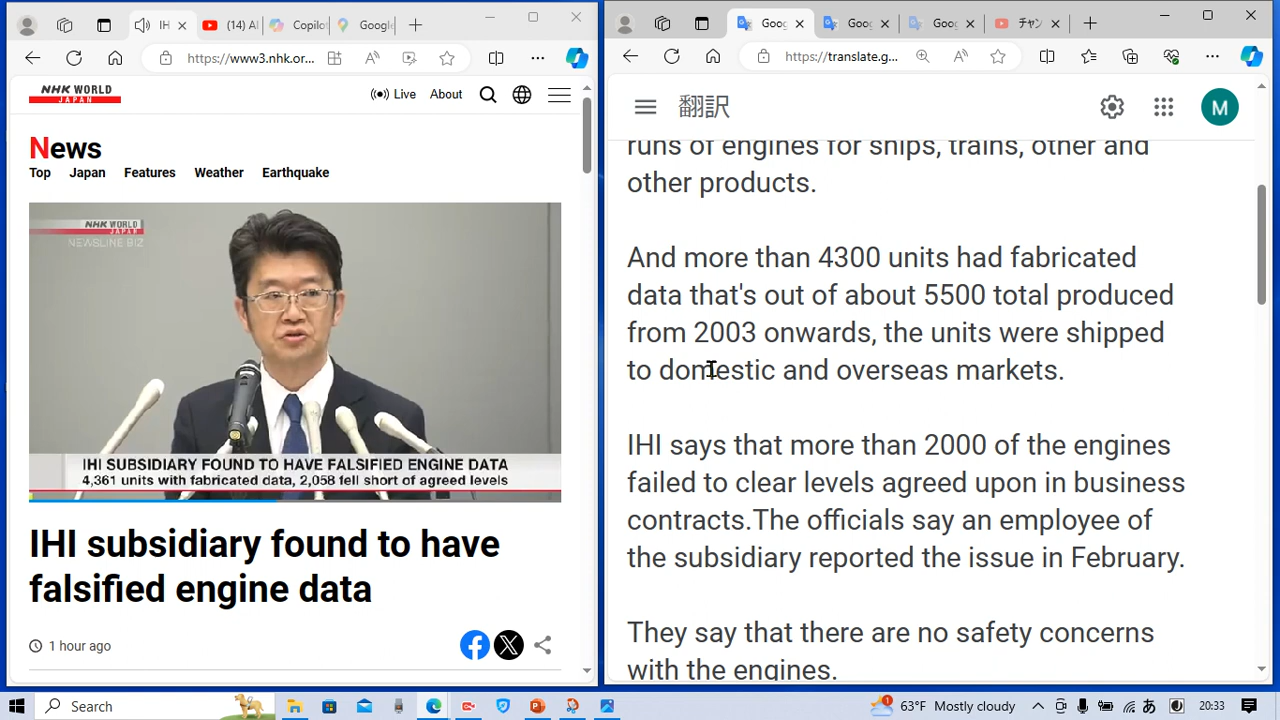 IH
(14) A
Copilo
Google
https://www3.nhk.or...
NHK WORLD
JAPAN
Live
About
News
Top
Japan
Features
Weather
Earthquake
NHK WORLD
JAPAN
NEWSLINE BIZ
IHI SUBSIDIARY FOUND TO HAVE FALSIFIED ENGINE DATA
4,361 units with fabricated data, 2,058 fell short of agreed levels
IHI subsidiary found to have
falsified engine data
1 hour ago
Goog
Goog
Goog
チャン
https://translate.g...
翻訳
M
runs of engines for ships, trains, other and
other products.
And more than 4300 units had fabricated
data that's out of about 5500 total produced
from 2003 onwards, the units were shipped
to domestic and overseas markets.
IHI says that more than 2000 of the engines
failed to clear levels agreed upon in business
contracts.The officials say an employee of
the subsidiary reported the issue in February.
They say that there are no safety concerns
with the engines.
Search
63°F Mostly cloudy
あ
20:33